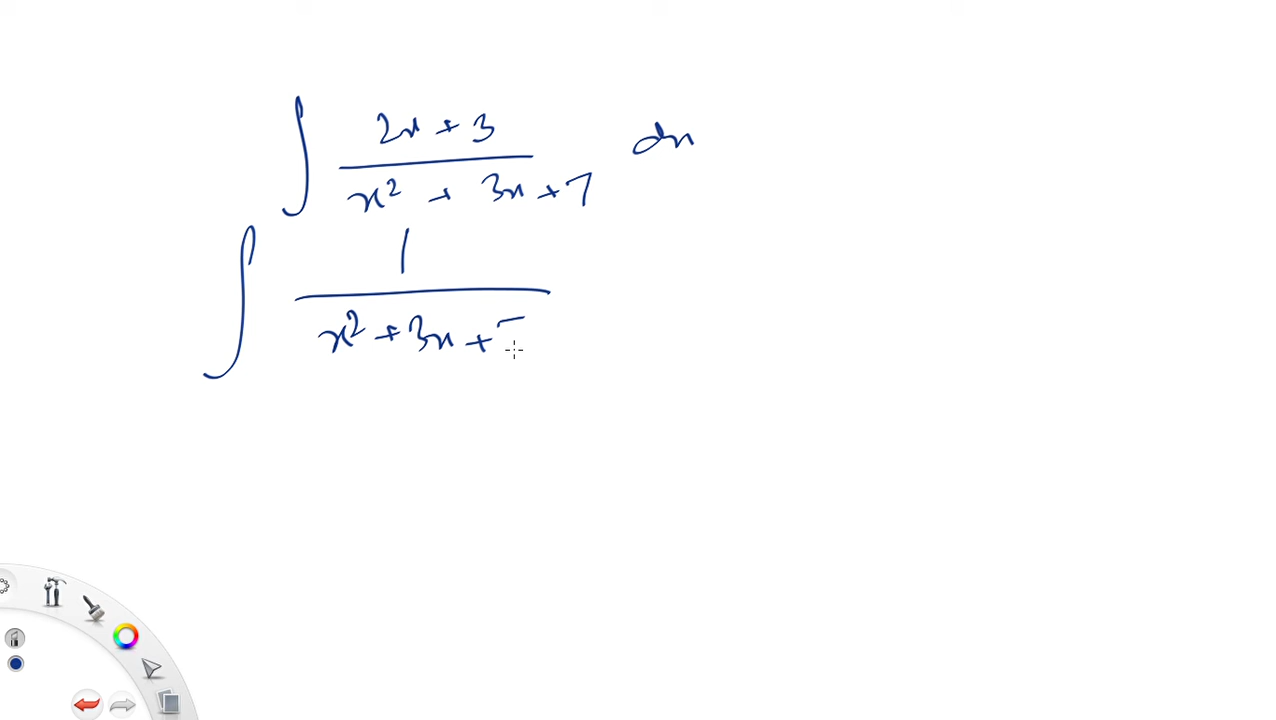 ∫ (2x + 3)/(x² + 3x + 7) dx
∫ 1/(x² + 3x +